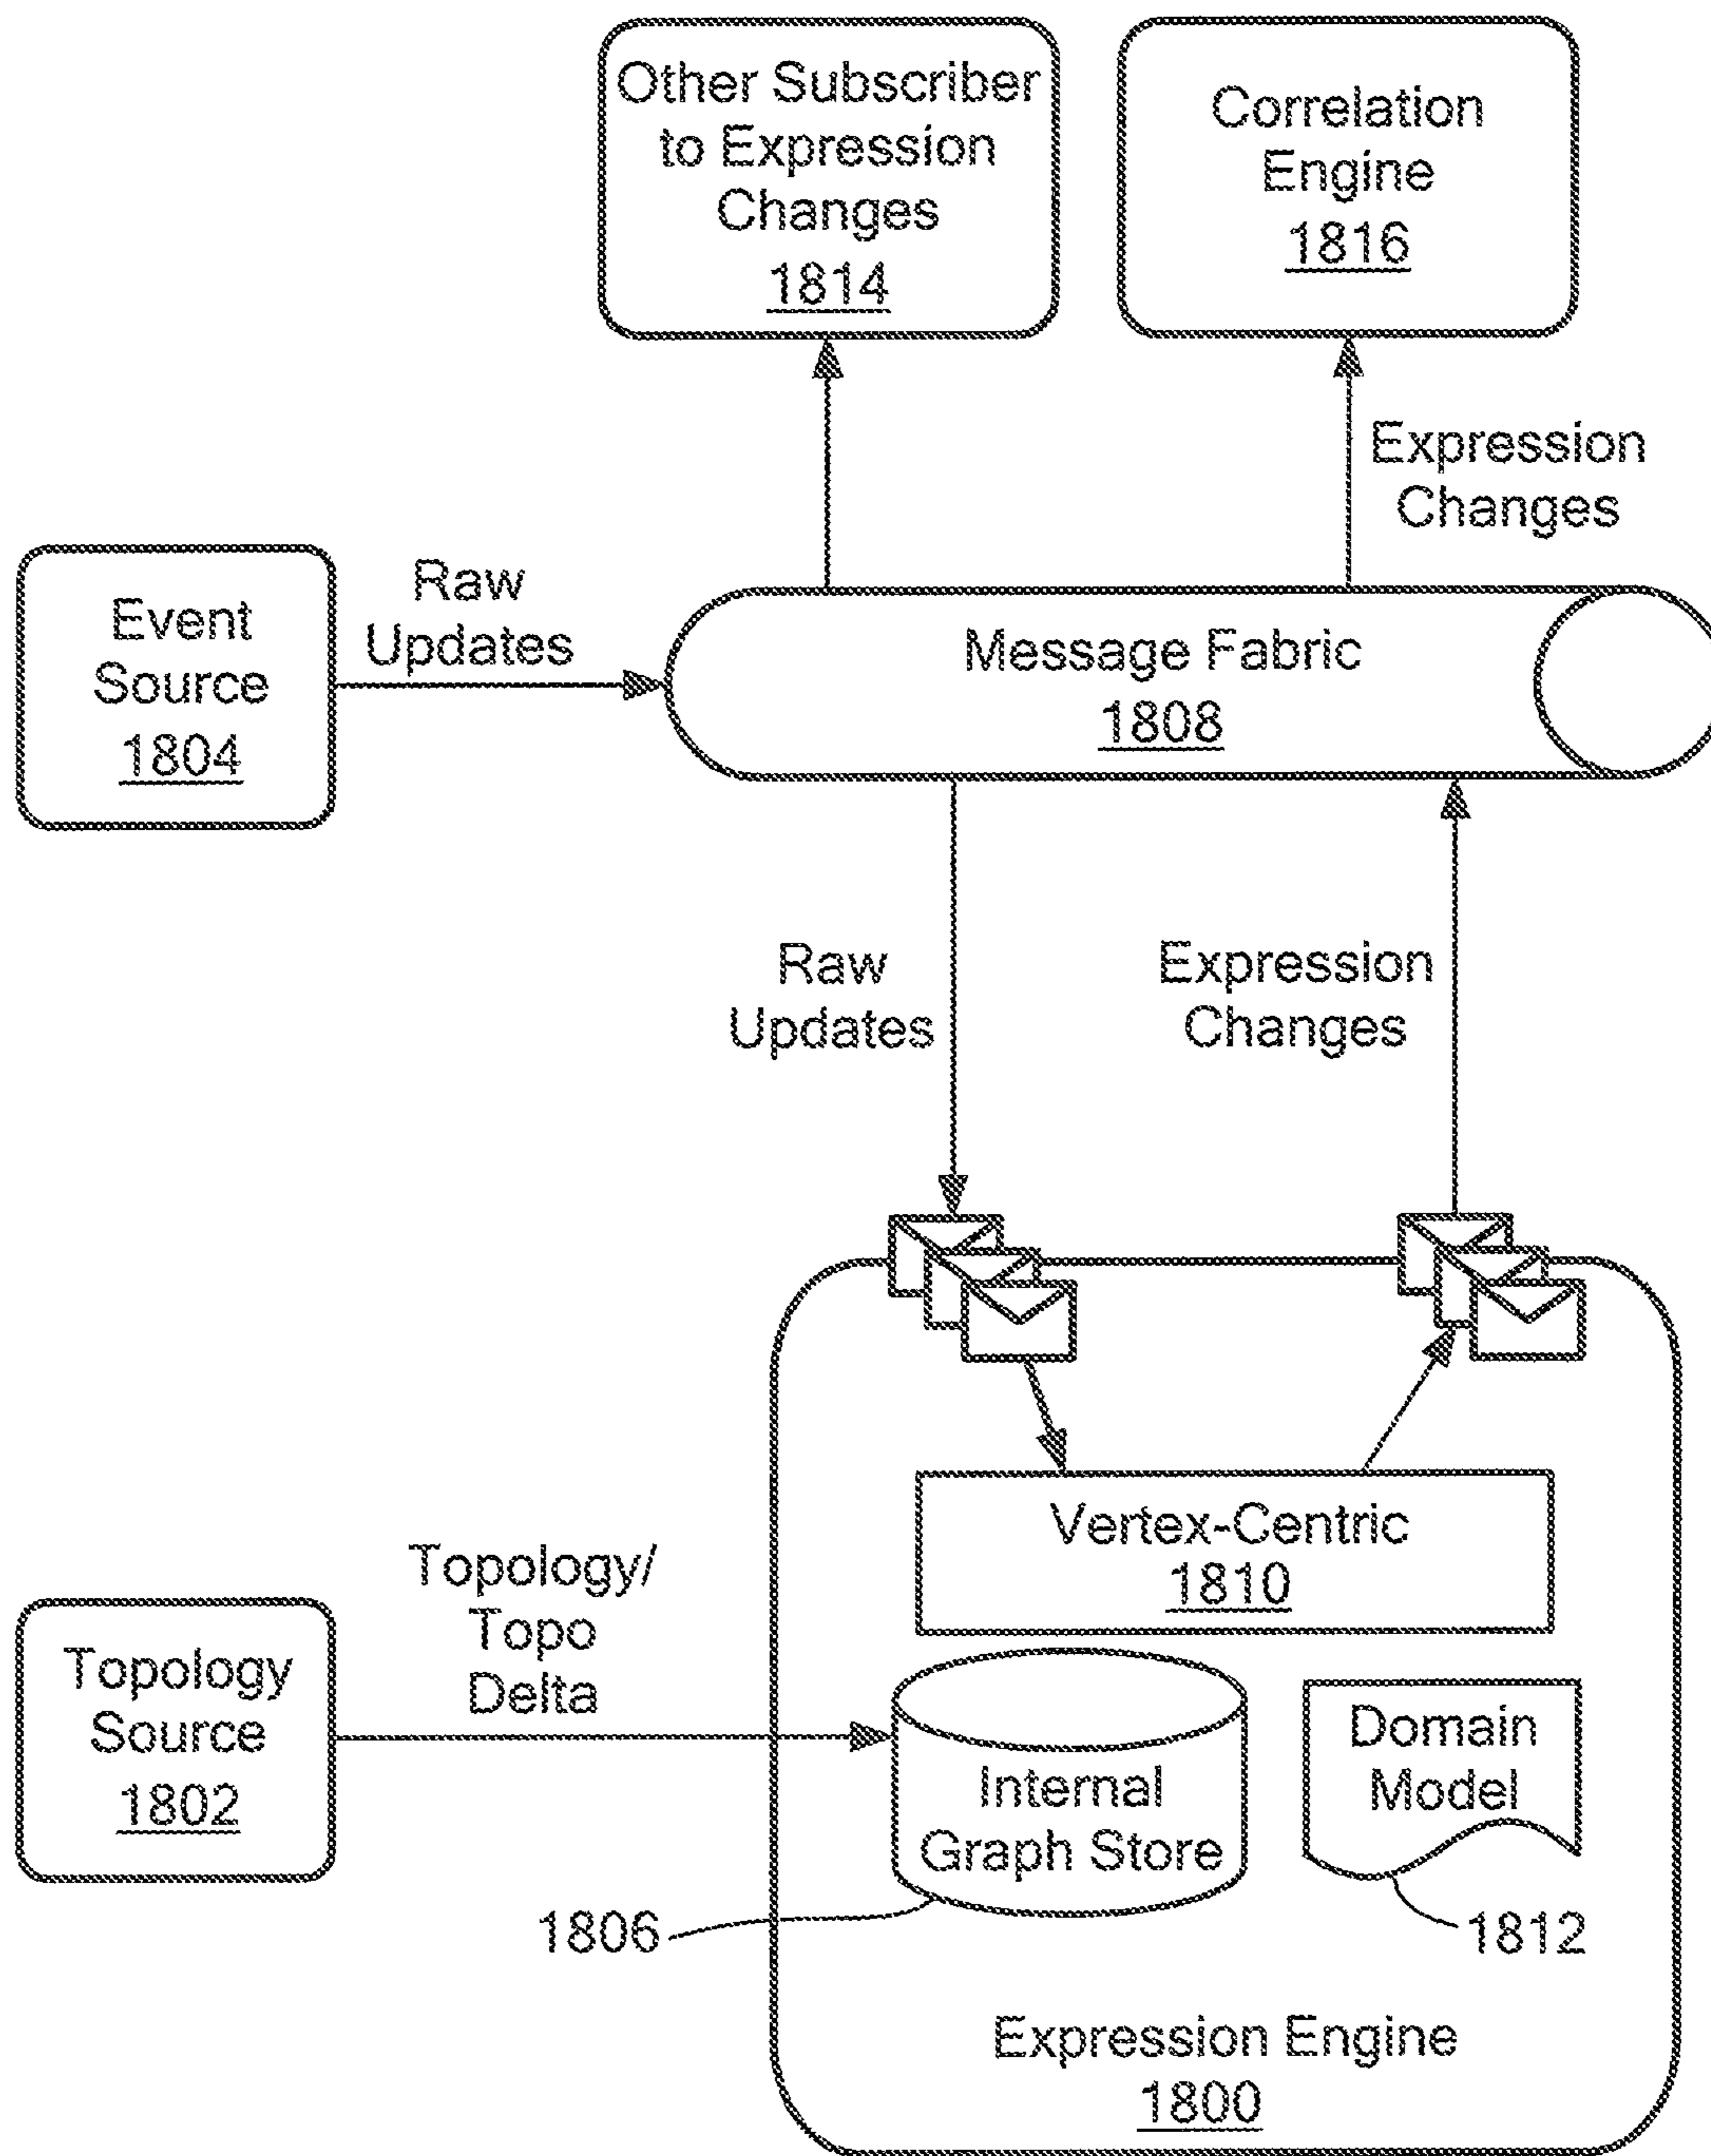 Other Subscriber
to Expression
Changes
1814
Correlation
Engine
1816
Expression
Changes
Event
Source
1804
Raw
Updates
Message Fabric
1808
Raw
Updates
Expression
Changes
Vertex-Centric
1810
Topology
Source
1802
Topology/
Topo
Delta
Internal
Graph Store
1806
Domain
Model
1812
Expression Engine
1800